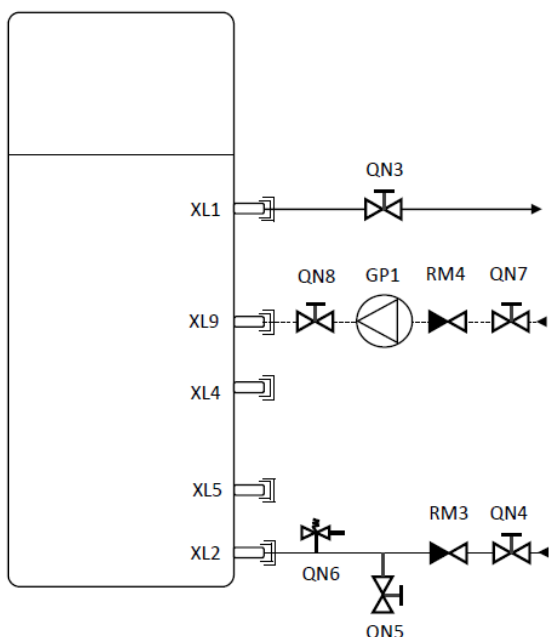 QN3
XL1
QN8 GP1 RM4 QN7
XL9
XL4
XL5
RM3 QN4
XL2
QN6
QN5